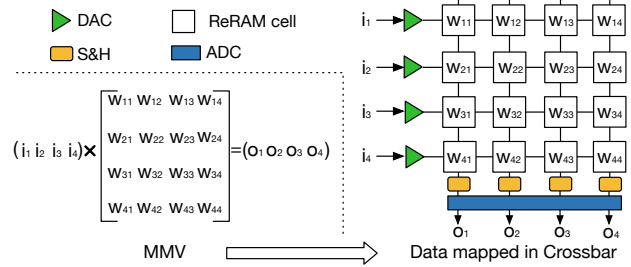 DAC
ReRAM cell
S&H
ADC
(i1 i2 i3 i4)×
W11 W12 W13 W14
W21 W22 W23 W24
W31 W32 W33 W34
W41 W42 W43 W44
=(O1 O2 O3 O4)
MMV
i1 W11 W12 W13 W14
i2 W21 W22 W23 W24
i3 W31 W32 W33 W34
i4 W41 W42 W43 W44
O1 O2 O3 O4
Data mapped in Crossbar